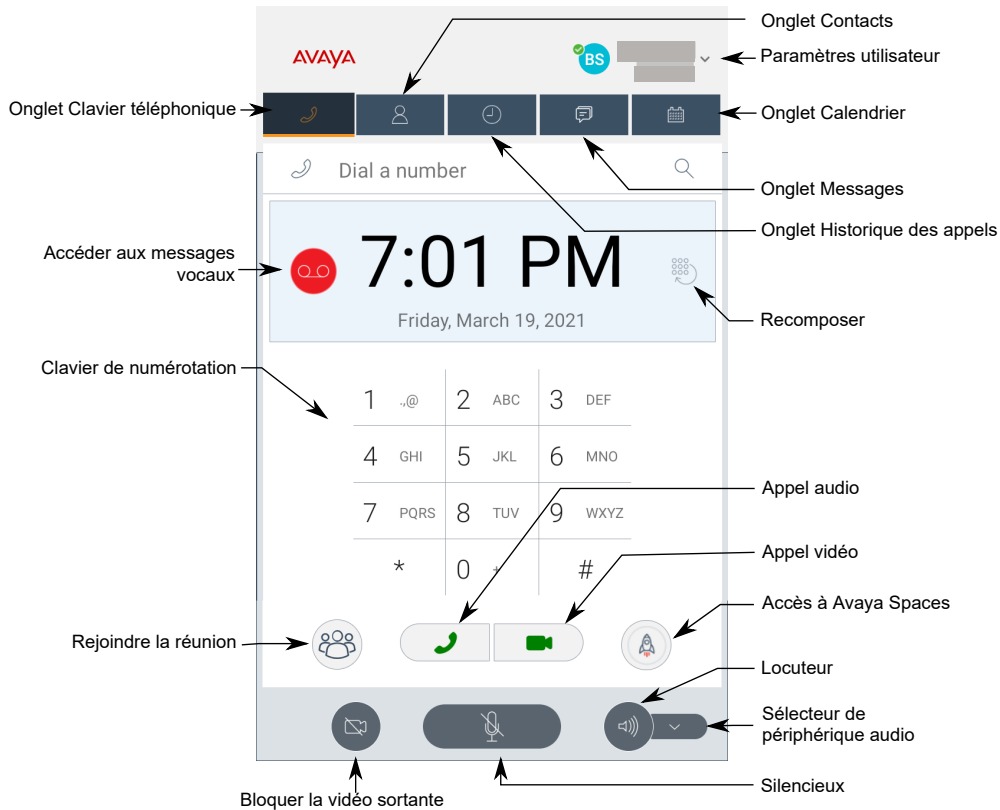 Onglet Contacts
AVAYA
BS
Paramètres utilisateur
Onglet Clavier téléphonique
Onglet Calendrier
Dial a number
Onglet Messages
Onglet Historique des appels
Accéder aux messages
vocaux
7:01 PM
Friday, March 19, 2021
Recomposer
Clavier de numérotation
1 .,@ 2 ABC 3 DEF
4 GHI 5 JKL 6 MNO
7 PQRS 8 TUV 9 WXYZ
* 0 + #
Appel audio
Appel vidéo
Accès à Avaya Spaces
Rejoindre la réunion
Locuteur
Sélecteur de
périphérique audio
Silencieux
Bloquer la vidéo sortante